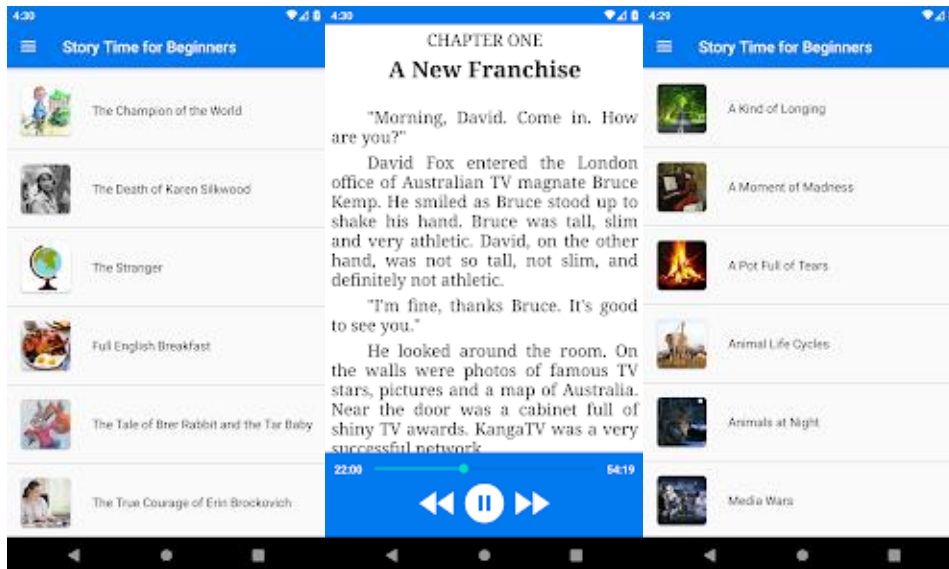 4:30
Story Time for Beginners
The Champion of the World
The Death of Karen Silkwood
The Stranger
Full English Breakfast
The Tale of Brer Rabbit and the Tar Baby
The True Courage of Erin Brockovich
4:30
CHAPTER ONE
A New Franchise
"Morning, David. Come in. How
are you?"
David Fox entered the London
office of Australian TV magnate Bruce
Kemp. He smiled as Bruce stood up to
shake his hand. Bruce was tall, slim
and very athletic. David, on the other
hand, was not so tall, not slim, and
definitely not athletic.
"I'm fine, thanks Bruce. It's good
to see you."
He looked around the room. On
the walls were photos of famous TV
stars, pictures and a map of Australia.
Near the door was a cabinet full of
shiny TV awards. KangaTV was a very
successful network.
22:00
54:19
4:29
Story Time for Beginners
A Kind of Longing
A Moment of Madness
A Pot Full of Tears
Animal Life Cycles
Animals at Night
Media Wars